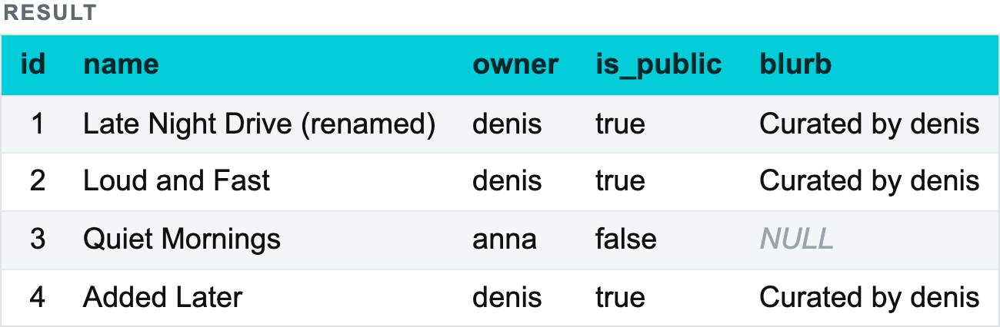 RESULT
id name owner is_public blurb
1 Late Night Drive (renamed) denis true Curated by denis
2 Loud and Fast denis true Curated by denis
3 Quiet Mornings anna false NULL
4 Added Later denis true Curated by denis